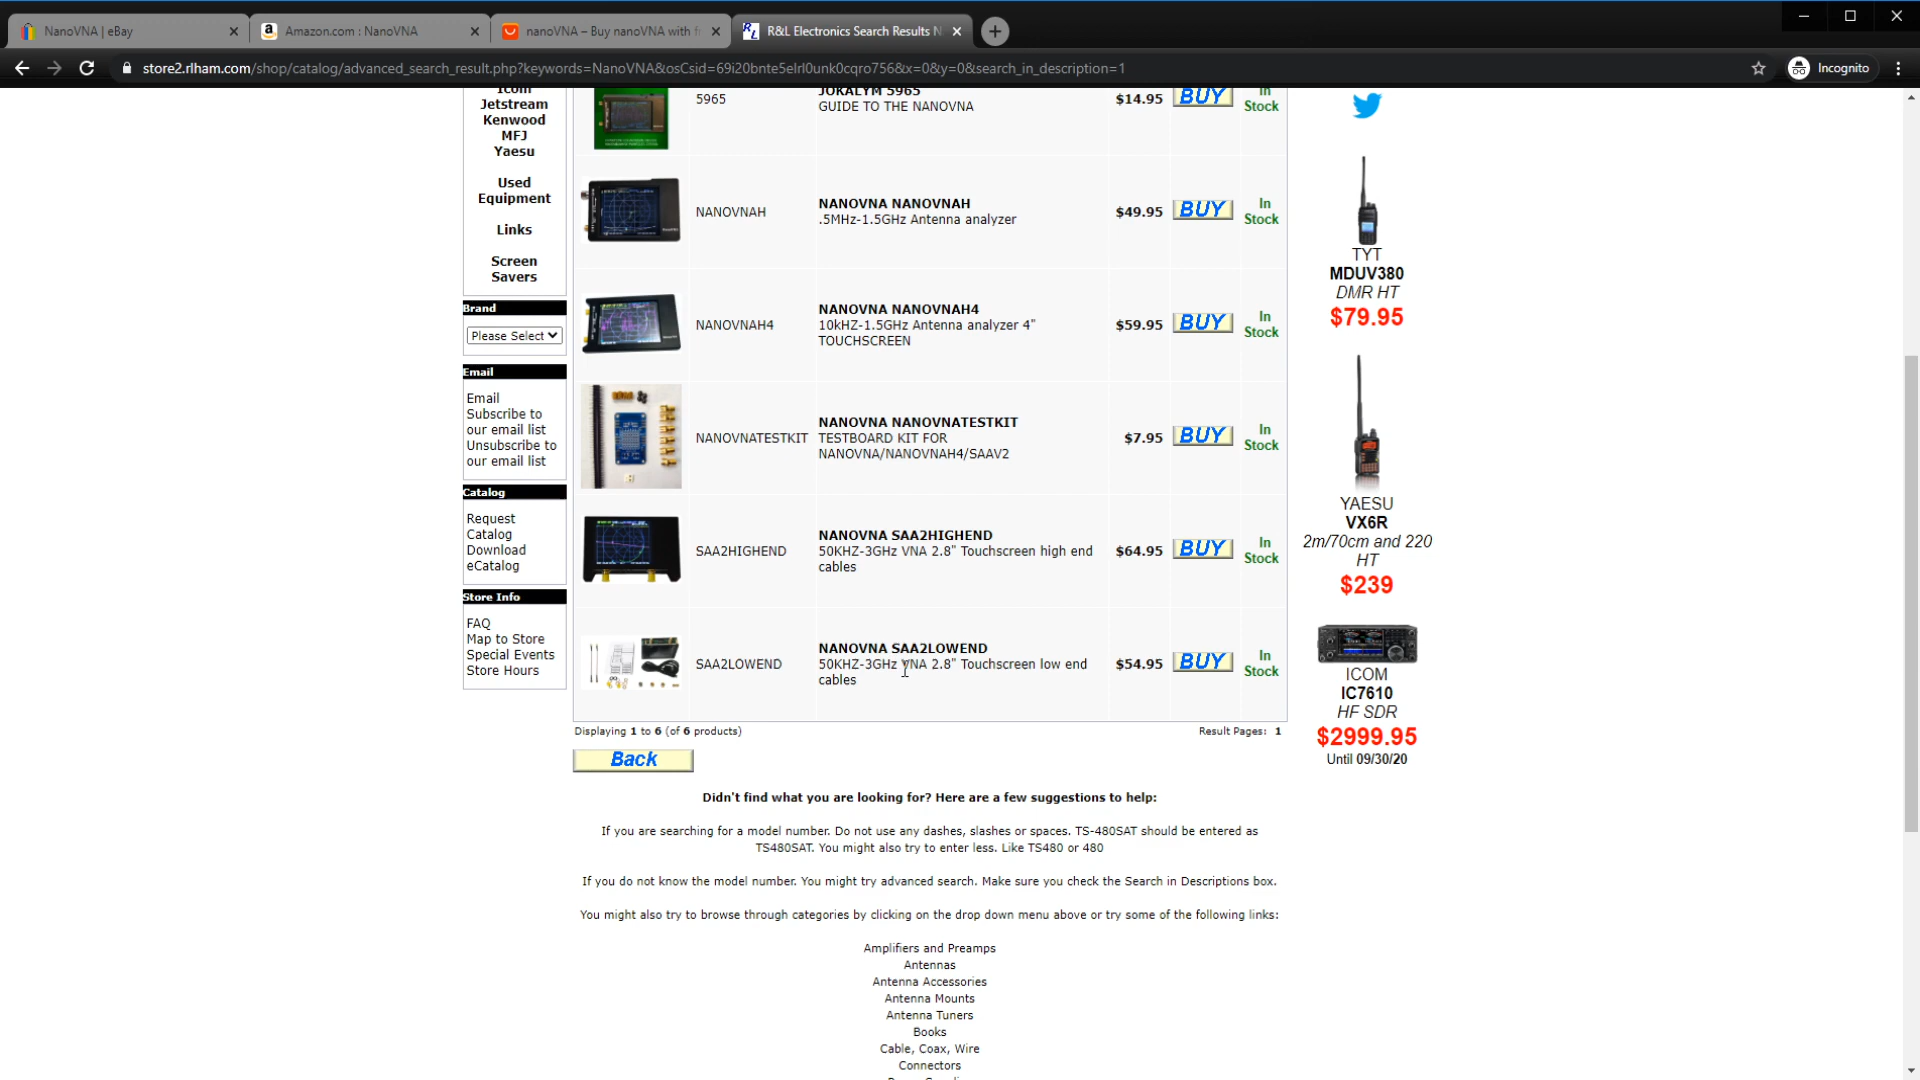 NanoVNA | eBay
Amazon.com : NanoVNA
nanoVNA – Buy nanoVNA with f
R&L Electronics Search Results N
store2.rlham.com/shop/catalog/advanced_search_result.php?keywords=NanoVNA&osCsid=69i20bnte5elrl0unk0cqro756&x=0&y=0&search_in_description=1
Incognito
Icom
Jetstream
Kenwood
MFJ
Yaesu
Used
Equipment
Links
Screen
Savers
Brand
Please Select
Email
Email
Subscribe to
our email list
Unsubscribe to
our email list
Catalog
Request
Catalog
Download
eCatalog
Store Info
FAQ
Map to Store
Special Events
Store Hours
5965
JOKALYM 5965
GUIDE TO THE NANOVNA
$14.95
BUY
In
Stock
NANOVNAH
NANOVNA NANOVNAH
.5MHz-1.5GHz Antenna analyzer
$49.95
BUY
In
Stock
NANOVNAH4
NANOVNA NANOVNAH4
10kHZ-1.5GHz Antenna analyzer 4"
TOUCHSCREEN
$59.95
BUY
In
Stock
NANOVNATESTKIT
NANOVNA NANOVNATESTKIT
TESTBOARD KIT FOR
NANOVNA/NANOVNAH4/SAAV2
$7.95
BUY
In
Stock
SAA2HIGHEND
NANOVNA SAA2HIGHEND
50KHZ-3GHz VNA 2.8" Touchscreen high end
cables
$64.95
BUY
In
Stock
SAA2LOWEND
NANOVNA SAA2LOWEND
50KHZ-3GHz VNA 2.8" Touchscreen low end
cables
$54.95
BUY
In
Stock
Displaying 1 to 6 (of 6 products)
Result Pages: 1
Back
Didn't find what you are looking for? Here are a few suggestions to help:
If you are searching for a model number. Do not use any dashes, slashes or spaces. TS-480SAT should be entered as
TS480SAT. You might also try to enter less. Like TS480 or 480
If you do not know the model number. You might try advanced search. Make sure you check the Search in Descriptions box.
You might also try to browse through categories by clicking on the drop down menu above or try some of the following links:
Amplifiers and Preamps
Antennas
Antenna Accessories
Antenna Mounts
Antenna Tuners
Books
Cable, Coax, Wire
Connectors
TYT
MDUV380
DMR HT
$79.95
YAESU
VX6R
2m/70cm and 220
HT
$239
ICOM
IC7610
HF SDR
$2999.95
Until 09/30/20